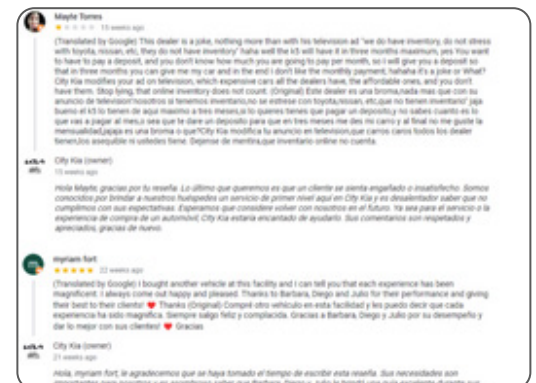 Mayte Torres
15 weeks ago
(Translated by Google) This dealer is a joke, nothing more than with his television ad "we do have inventory, do not stress
with toyota, nissan, etc, they do not have inventory" haha well the k5 will have it in three months maximum, yes You want
to have to pay a deposit, and you don't know how much you are going to pay per month, so I will give you a deposit so
that in three months you can give me my car and in the end I don't like the monthly payment, hahaha it's a joke or What?
City Kia modifies your ad on television, which expensive cars all the dealers have, the affordable ones, and you don't
have them. Stop lying, that online inventory does not count. (Original) Este dealer es una broma,nada mas que con su
anuncio de television"nosotros si tenemos inventario,no se estrese con toyota,nissan,etc,que no tienen inventario" jaja
bueno el k5 lo tienen de aqui maximo a tres meses,si lo quieres tienes que pagar un deposito,y no sabes cuanto es lo
que vas a pagar al mes,o sea que te dare un deposito para que en tres meses me des mi carro y al final no me guste la
mensualidad,jajaja es una broma o que?City Kia modifica tu anuncio en television,que carros caros todos los dealer
tienen,los asequible ni ustedes tiene. Dejense de mentira,que inventario online no cuenta.
City Kia (owner)
15 weeks ago
Hola Mayte, gracias por tu reseña. Lo último que queremos es que un cliente se sienta engañado o insatisfecho. Somos
conocidos por brindar a nuestros huéspedes un servicio de primer nivel aquí en City Kia y es desalentador saber que no
cumplimos con sus expectativas. Esperamos que considere volver con nosotros en el futuro. Ya sea para el servicio o la
experiencia de compra de un automóvil, City Kia estaría encantado de ayudarlo. Sus comentarios son respetados y
apreciados, gracias de nuevo.
myriam fort
22 weeks ago
(Translated by Google) I bought another vehicle at this facility and I can tell you that each experience has been
magnificent. I always come out happy and pleased. Thanks to Barbara, Diego and Julio for their performance and giving
their best to their clients! ❤ Thanks (Original) Compré otro vehículo en esta facilidad y les puedo decir que cada
experiencia ha sido magnifica. Siempre salgo feliz y complacida. Gracias a Barbara, Diego y Julio por su desempeño y
dar lo mejor con sus clientes! ❤ Gracias
City Kia (owner)
21 weeks ago
Hola, myriam fort, le agradecemos que se haya tomado el tiempo de escribir esta reseña. Sus necesidades son